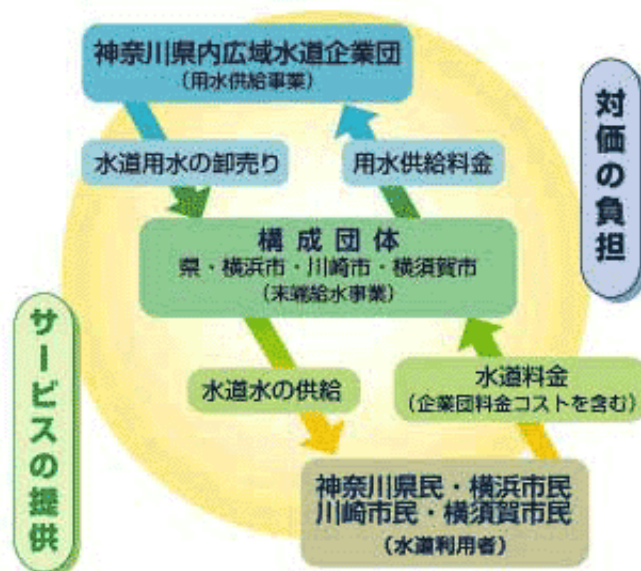 神奈川県内広域水道企業団
（用水供給事業）
水道用水の卸売り
用水供給料金
対価の負担
構成団体
県・横浜市・川崎市・横須賀市
（末端給水事業）
サービスの提供
水道水の供給
水道料金
（企業団料金コストを含む）
神奈川県民・横浜市民
川崎市民・横須賀市民
（水道利用者）